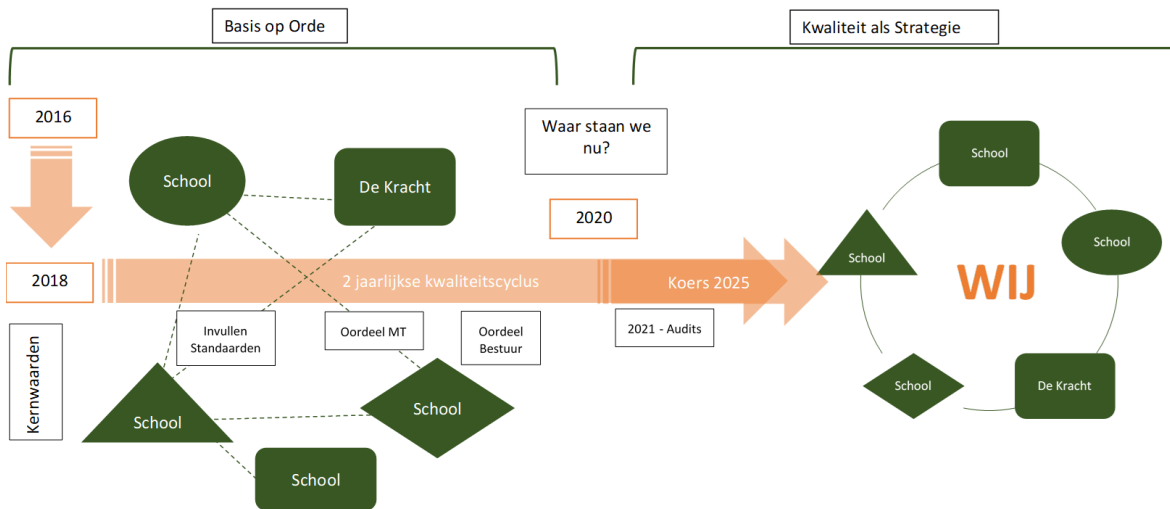 Basis op Orde
Kwaliteit als Strategie
2016
Waar staan we
nu?
School
School
De Kracht
2020
School
School
2018
2 jaarlijkse kwaliteitscyclus
Koers 2025
WIJ
Kernwaarden
Invullen
Standaarden
Oordeel MT
Oordeel
Bestuur
2021 - Audits
School
De Kracht
School
School
School